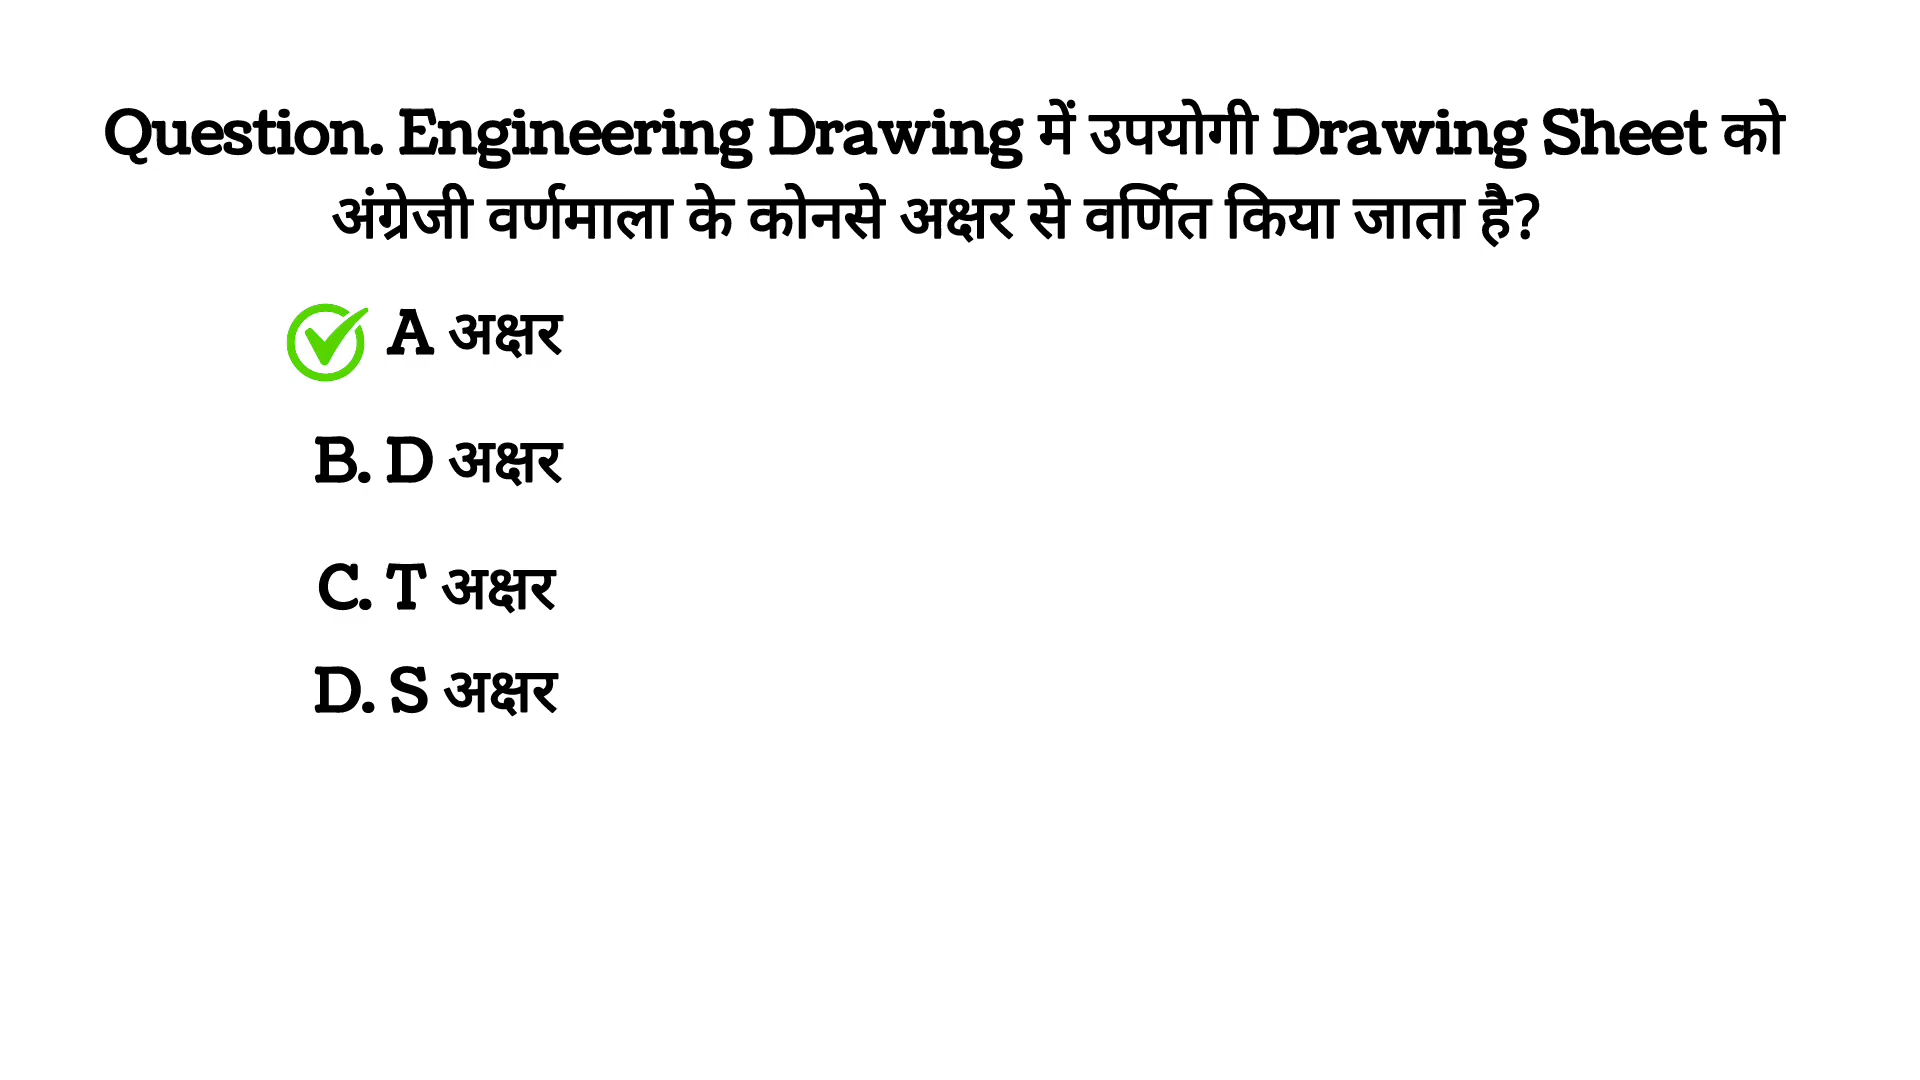 Question. Engineering Drawing में उपयोगी Drawing Sheet को
अंग्रेजी वर्णमाला के कोनसे अक्षर से वर्णित किया जाता है?
A अक्षर
B. D अक्षर
C. T अक्षर
D. S अक्षर